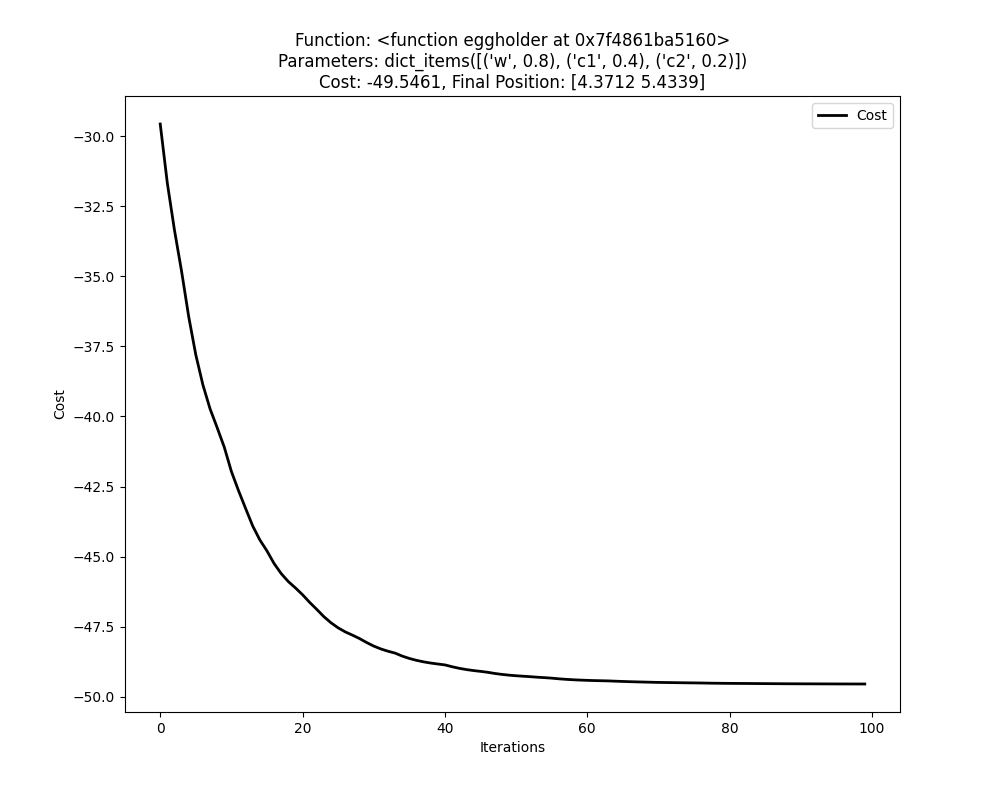 Function: <function eggholder at 0x7f4861ba5160>
Parameters: dict_items([('w', 0.8), ('c1', 0.4), ('c2', 0.2)])
Cost: -49.5461, Final Position: [4.3712 5.4339]
Cost
−30.0
−32.5
−35.0
−37.5
−40.0
−42.5
−45.0
−47.5
−50.0
Cost
0 20 40 60 80 100
Iterations